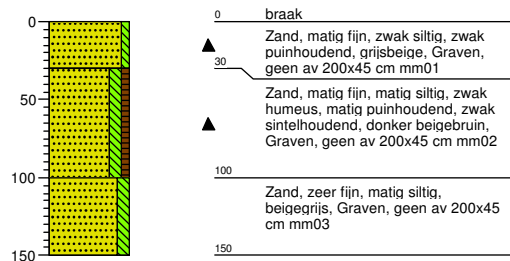 0
50
100
150
0 braak
Zand, matig fijn, zwak siltig, zwak
puinhoudend, grijsbeige, Graven,
geen av 200x45 cm mm01
30
Zand, matig fijn, matig siltig, zwak
humeus, matig puinhoudend, zwak
sintelhoudend, donker beigebruin,
Graven, geen av 200x45 cm mm02
100
Zand, zeer fijn, matig siltig,
beigegrijs, Graven, geen av 200x45
cm mm03
150